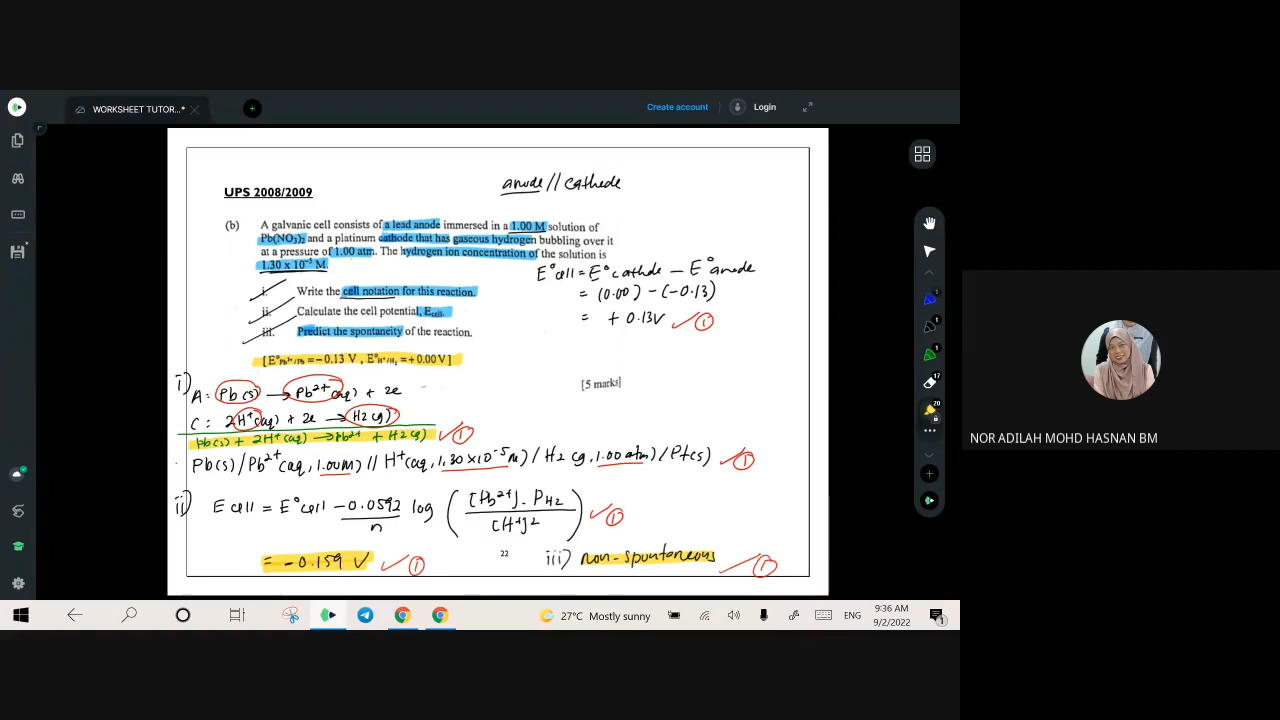 WORKSHEET TUTOR...*
Create account
Login
anode // cathode
UPS 2008/2009
(b) A galvanic cell consists of a lead anode immersed in a 1.00 M solution of
Pb(NO₃)₂ and a platinum cathode that has gaseous hydrogen bubbling over it
at a pressure of 1.00 atm. The hydrogen ion concentration of the solution is
1.30 x 10⁻⁵ M
i. Write the cell notation for this reaction.
ii. Calculate the cell potential, E_cell.
iii. Predict the spontaneity of the reaction.
E°cell = E°cathode − E°anode
= (0.00) − (−0.13)
= + 0.13V ①
[E°Pb²⁺/Pb = − 0.13 V , E°H⁺/H₂ = +0.00 V]
[5 marks]
i) A: Pb(s) → Pb²⁺(aq) + 2e
C: 2H⁺(aq) + 2e → H2(g)
Pb(s) + 2H⁺(aq) → Pb²⁺ + H2(g) ①
Pb(s) / Pb²⁺(aq, 1.00M) // H⁺(aq, 1.30×10⁻⁵M) / H2 (g, 1.00 atm) / Pt(s) ①
ii) E cell = E°cell − 0.0592/n log ([Pb²⁺] . PH2 / [H⁺]²) ①
= −0.159 V ①
iii) non-spontaneous ①
22
NOR ADILAH MOHD HASNAN BM
27°C Mostly sunny
ENG
9:36 AM
9/2/2022